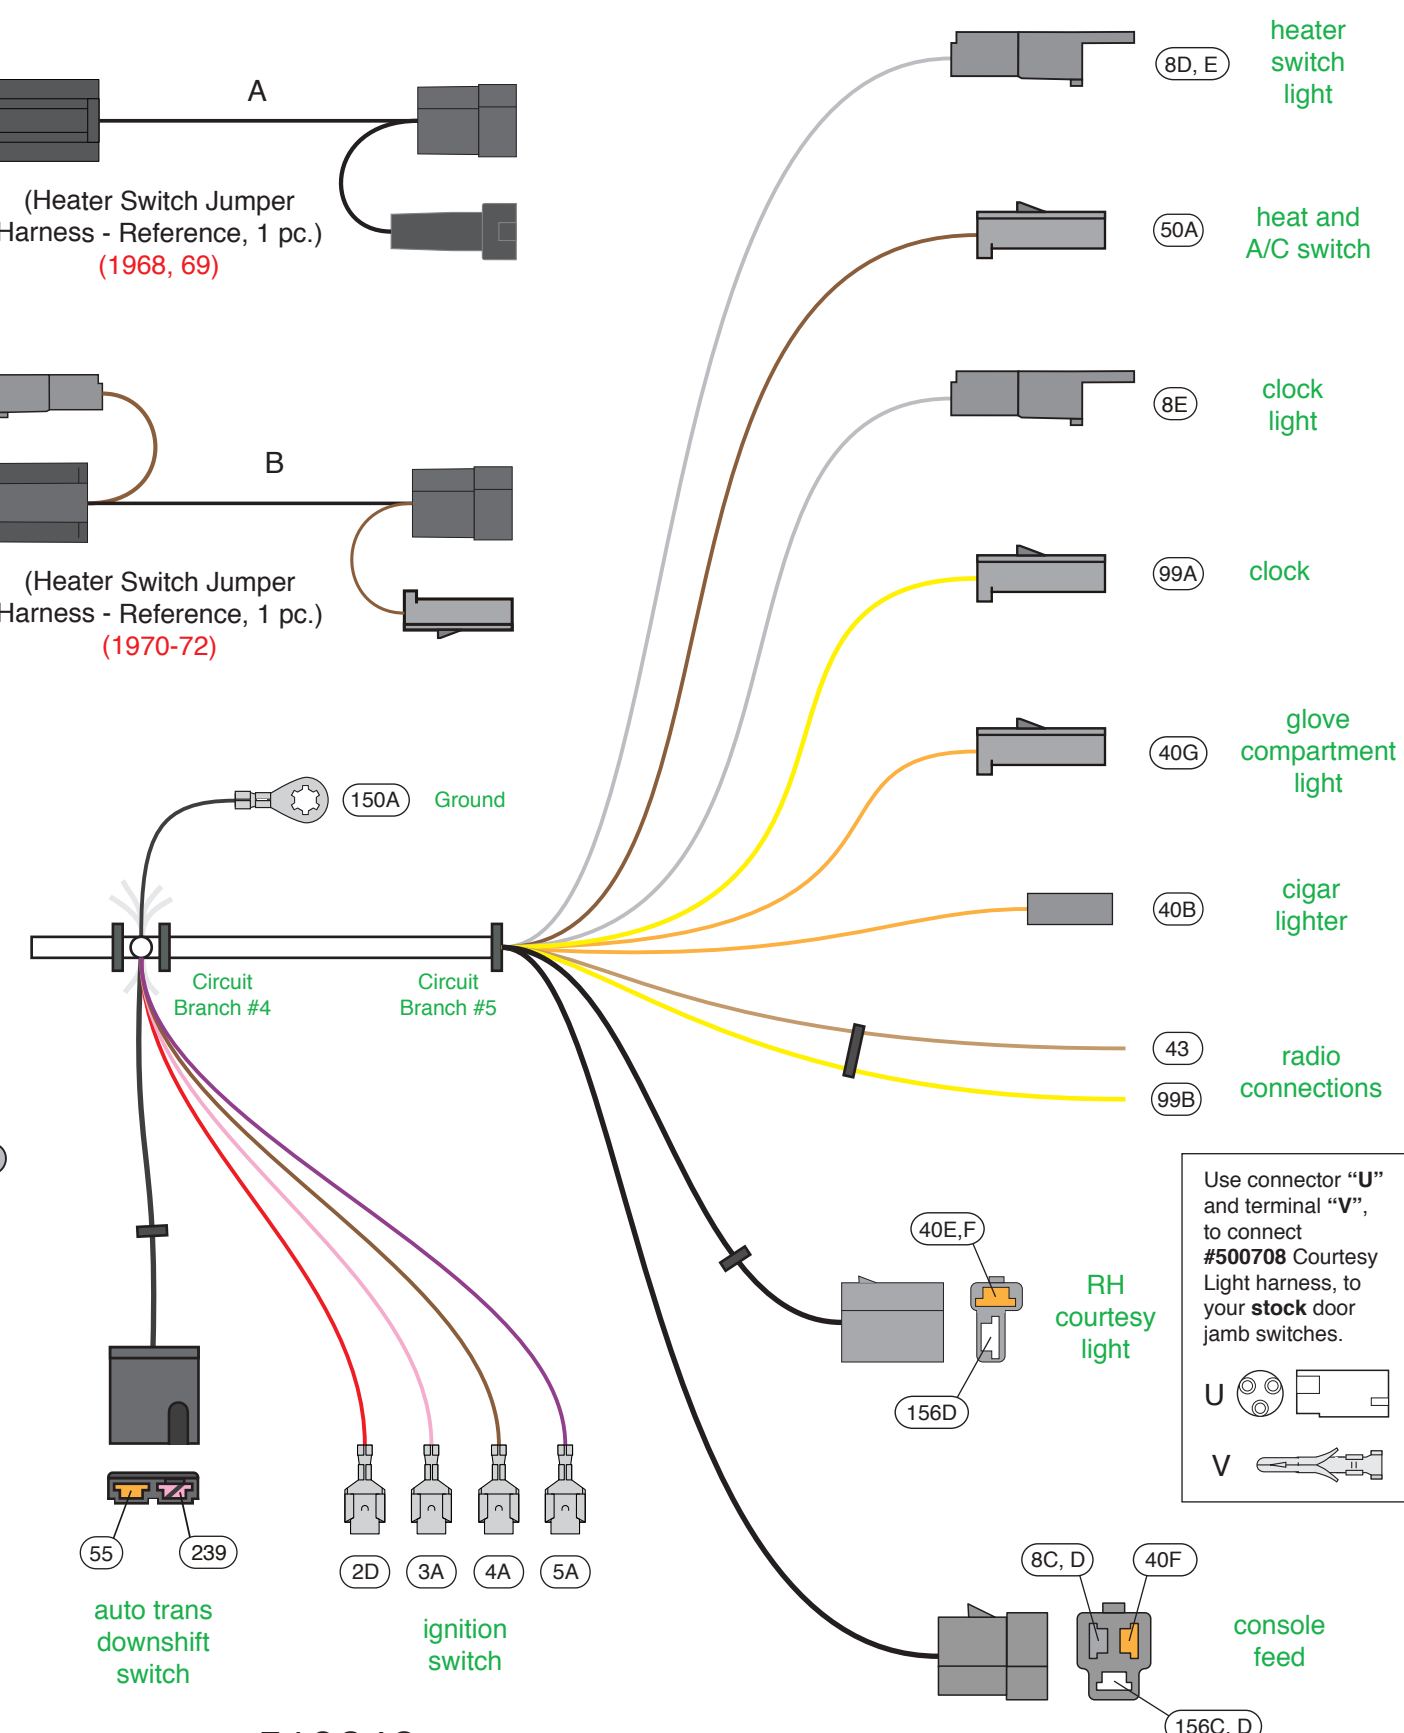 A
(Heater Switch Jumper
Harness - Reference, 1 pc.)
(1968, 69)
B
(Heater Switch Jumper
Harness - Reference, 1 pc.)
(1970-72)
8D, E
heater
switch
light
50A
heat and
A/C switch
8E
clock
light
99A
clock
40G
glove
compartment
light
40B
cigar
lighter
43
99B
radio
connections
150A
Ground
Circuit
Branch #4
Circuit
Branch #5
Use connector “U”
and terminal “V”,
to connect
#500708 Courtesy
Light harness, to
your stock door
jamb switches.
U
V
40E,F
156D
RH
courtesy
light
55
239
auto trans
downshift
switch
2D
3A
4A
5A
ignition
switch
8C, D
40F
156C, D
console
feed